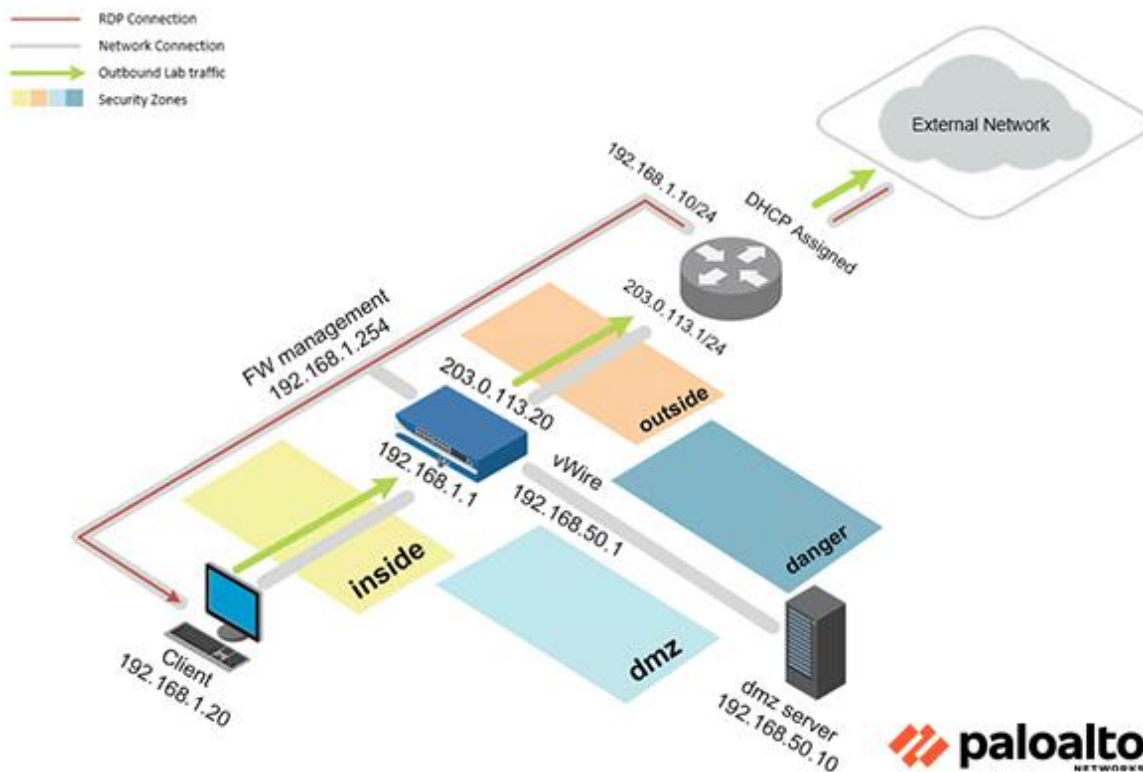 RDP Connection
Network Connection
Outbound Lab traffic
Security Zones
External Network
192.168.1.10/24
DHCP Assigned
203.0.113.1/24
FW management
192.168.1.254
203.0.113.20
outside
192.168.1.1
vWire
192.168.50.1
danger
inside
dmz
Client
192.168.1.20
dmz server
192.168.50.10
paloalto
NETWORKS